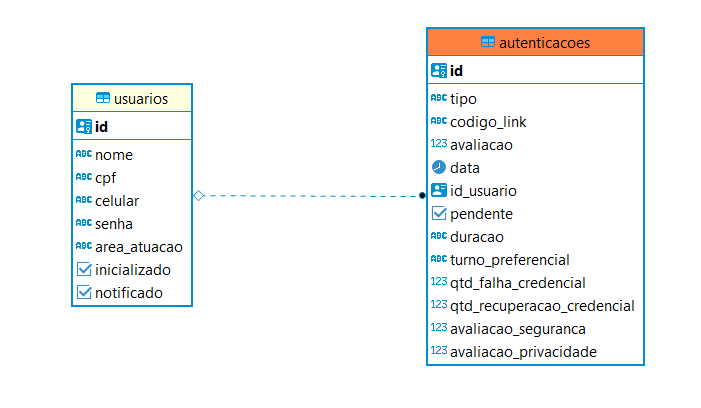 usuarios
id
ABC nome
ABC cpf
ABC celular
ABC senha
ABC area_atuacao
inicializado
notificado
autenticacoes
id
ABC tipo
ABC codigo_link
123 avaliacao
data
id_usuario
pendente
ABC duracao
ABC turno_preferencial
123 qtd_falha_credencial
123 qtd_recuperacao_credencial
123 avaliacao_seguranca
123 avaliacao_privacidade